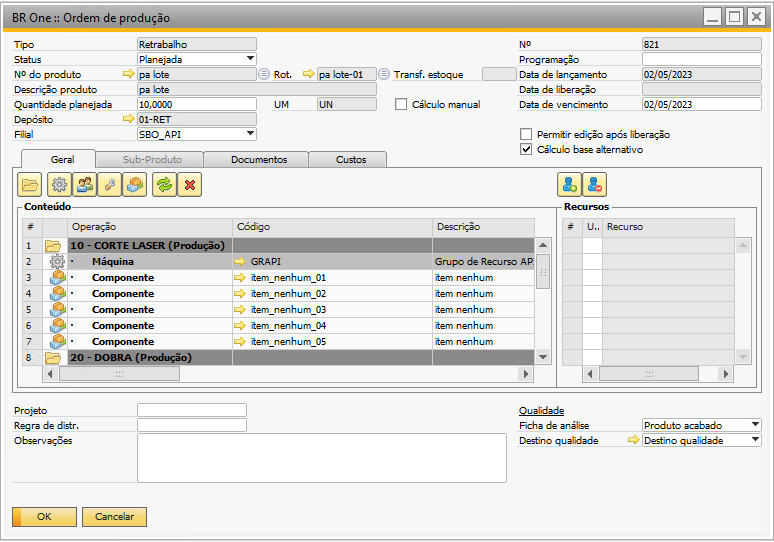 BR One :: Ordem de produção
Tipo Retrabalho Nº 821
Status Planejada Programação
Nº do produto pa lote Rot. pa lote-01 Transf. estoque Data de lançamento 02/05/2023
Descrição produto pa lote Data de liberação
Quantidade planejada 10,0000 UM UN Cálculo manual Data de vencimento 02/05/2023
Depósito 01-RET
Filial SBO_API Permitir edição após liberação
Cálculo base alternativo
Geral Sub-Produto Documentos Custos
Conteúdo Recursos
# Operação Código Descrição # U.. Recurso
1 10 - CORTE LASER (Produção)
2 Máquina GRAPI Grupo de Recurso AP
3 Componente item_nenhum_01 item nenhum
4 Componente item_nenhum_02 item nenhum
5 Componente item_nenhum_03 item nenhum
6 Componente item_nenhum_04 item nenhum
7 Componente item_nenhum_05 item nenhum
8 20 - DOBRA (Produção)
Projeto Qualidade
Regra de distr. Ficha de análise Produto acabado
Observações Destino qualidade Destino qualidade
OK Cancelar